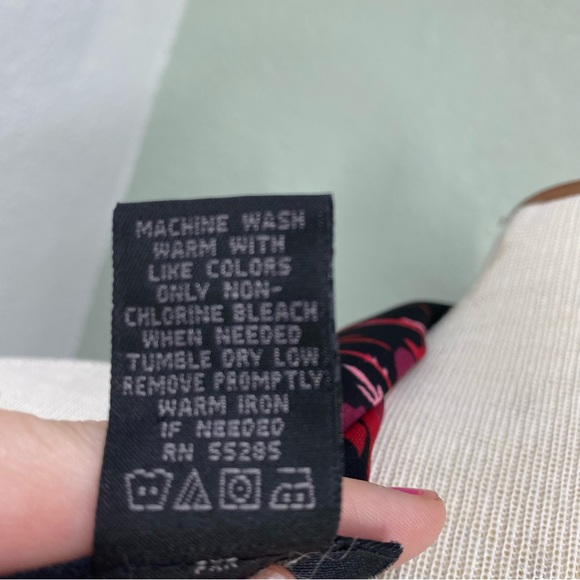 MACHINE WASH
WARM WITH
LIKE COLORS
ONLY NON-
CHLORINE BLEACH
WHEN NEEDED
TUMBLE DRY LOW
REMOVE PROMPTLY
WARM IRON
IF NEEDED
RN 55285